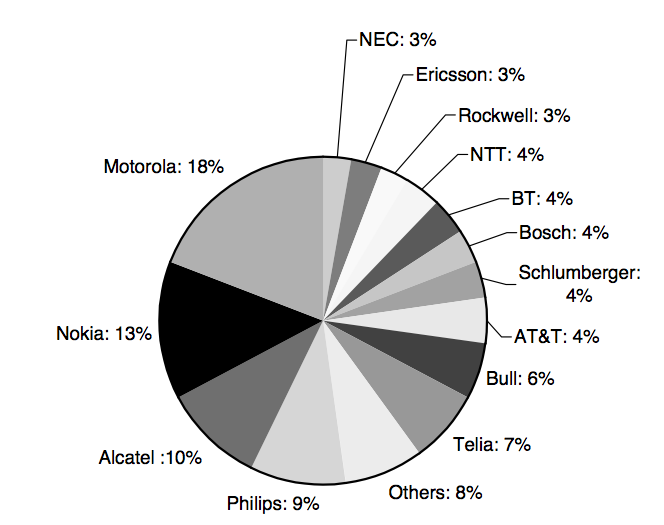 NEC: 3%
Ericsson: 3%
Rockwell: 3%
NTT: 4%
BT: 4%
Bosch: 4%
Schlumberger:
4%
AT&T: 4%
Bull: 6%
Telia: 7%
Others: 8%
Philips: 9%
Alcatel :10%
Nokia: 13%
Motorola: 18%